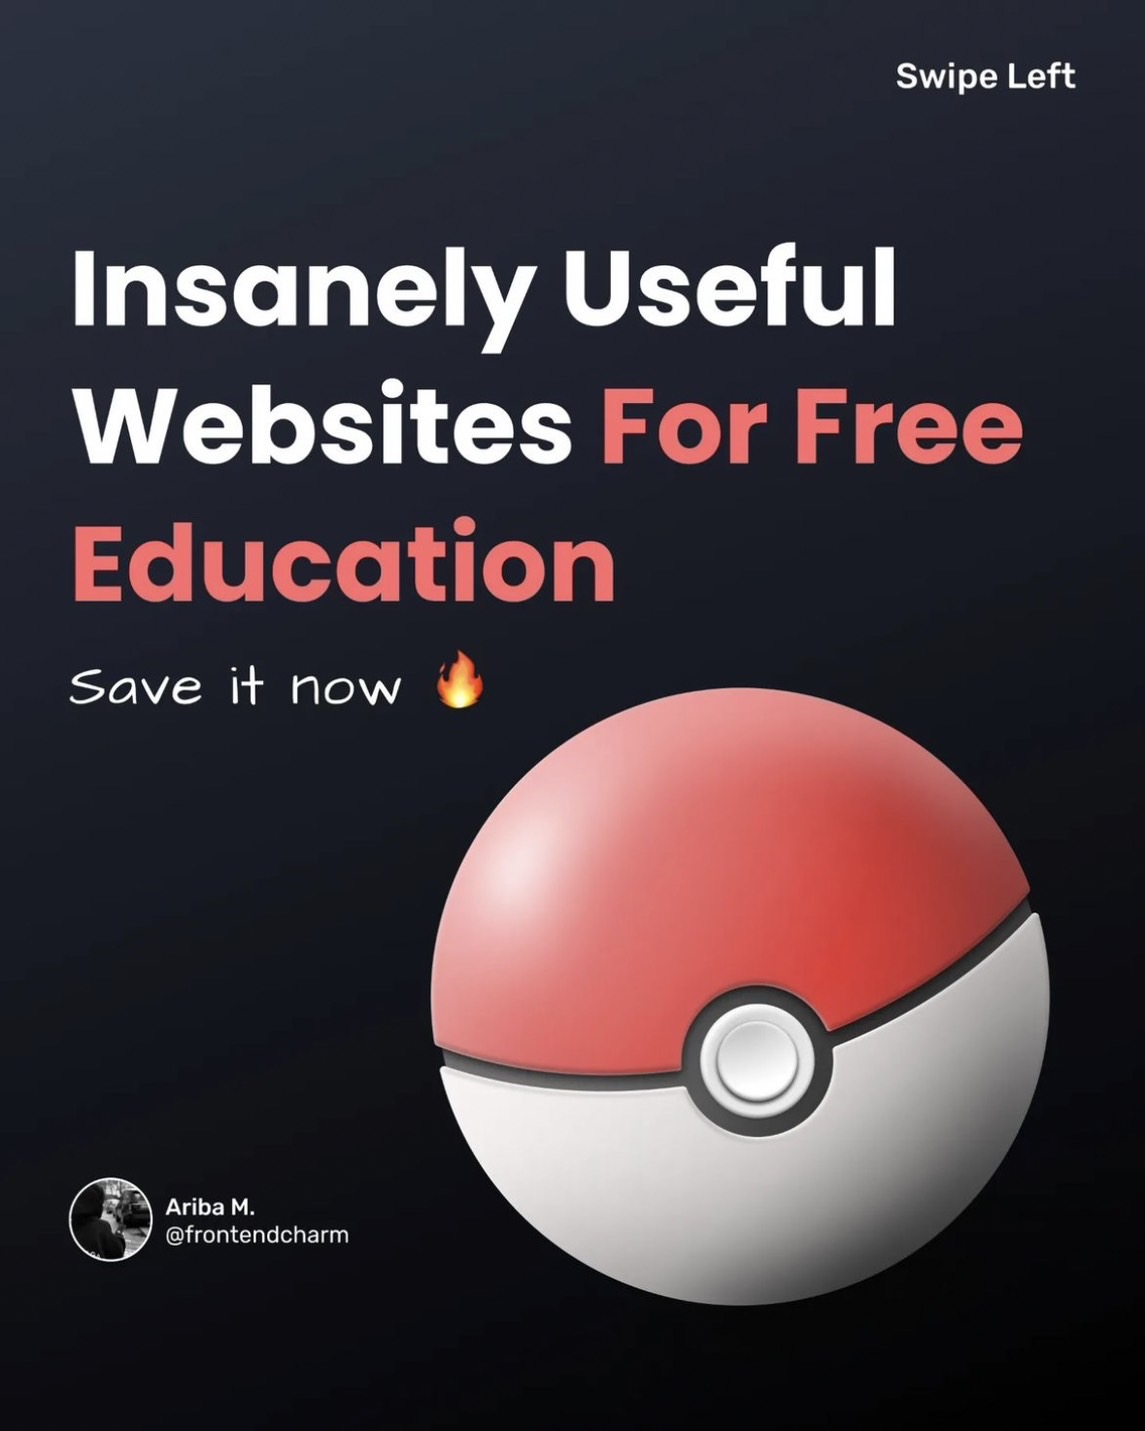 Swipe Left
Insanely Useful
Websites For Free
Education
Save it now 🔥
Ariba M.
@frontendcharm